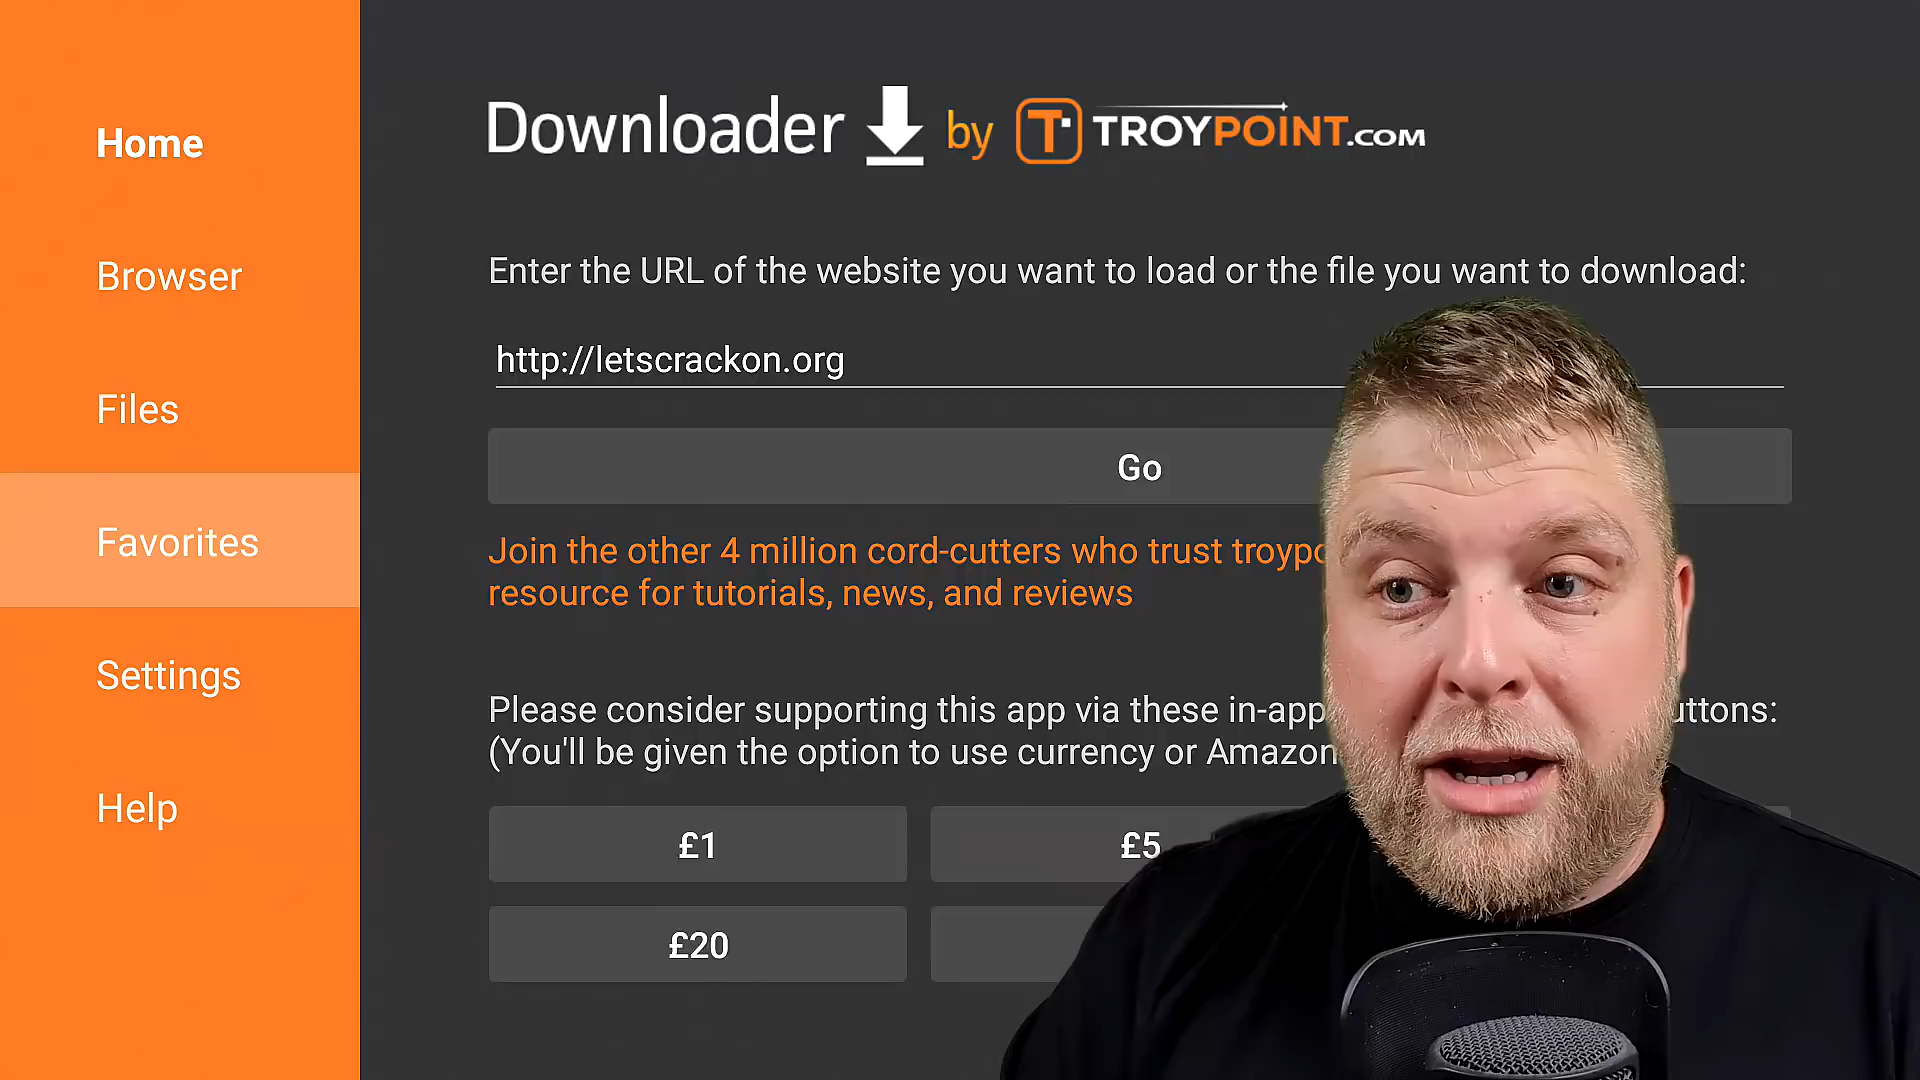 Home
Browser
Files
Favorites
Settings
Help
Downloader by TROYPOINT.COM
Enter the URL of the website you want to load or the file you want to download:
http://letscrackon.org
Go
Join the other 4 million cord-cutters who trust
resource for tutorials, news, and reviews
Please consider supporting this app via these in-app
(You'll be given the option to use currency or Amazon
£1
£5
£20